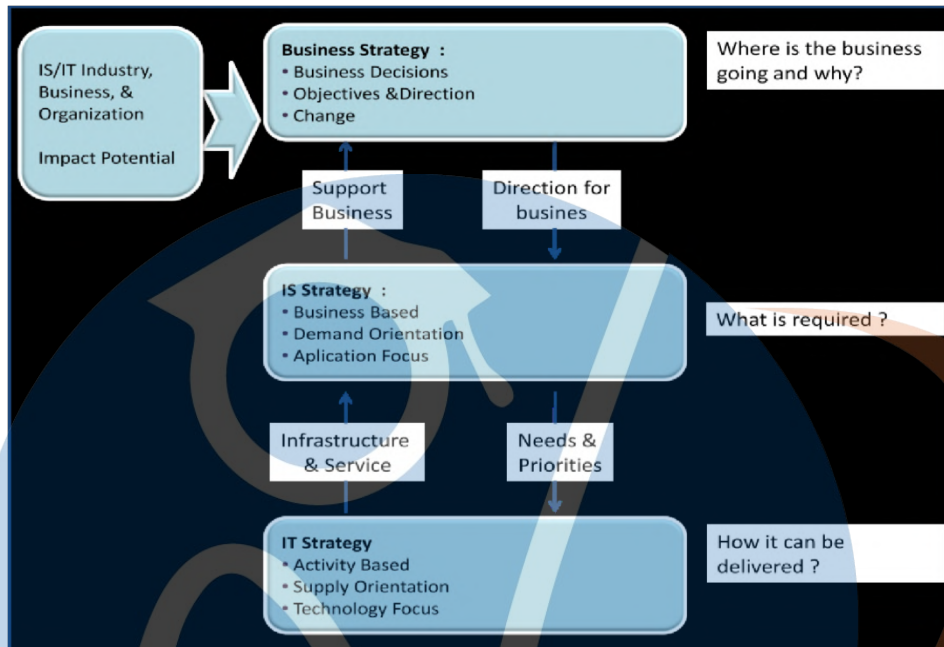 IS/IT Industry,
Business, &
Organization
Impact Potential
Business Strategy :
• Business Decisions
• Objectives &Direction
• Change
Where is the business
going and why?
Support
Business
Direction for
busines
IS Strategy :
• Business Based
• Demand Orientation
• Aplication Focus
What is required ?
Infrastructure
& Service
Needs &
Priorities
IT Strategy
• Activity Based
• Supply Orientation
• Technology Focus
How it can be
delivered ?